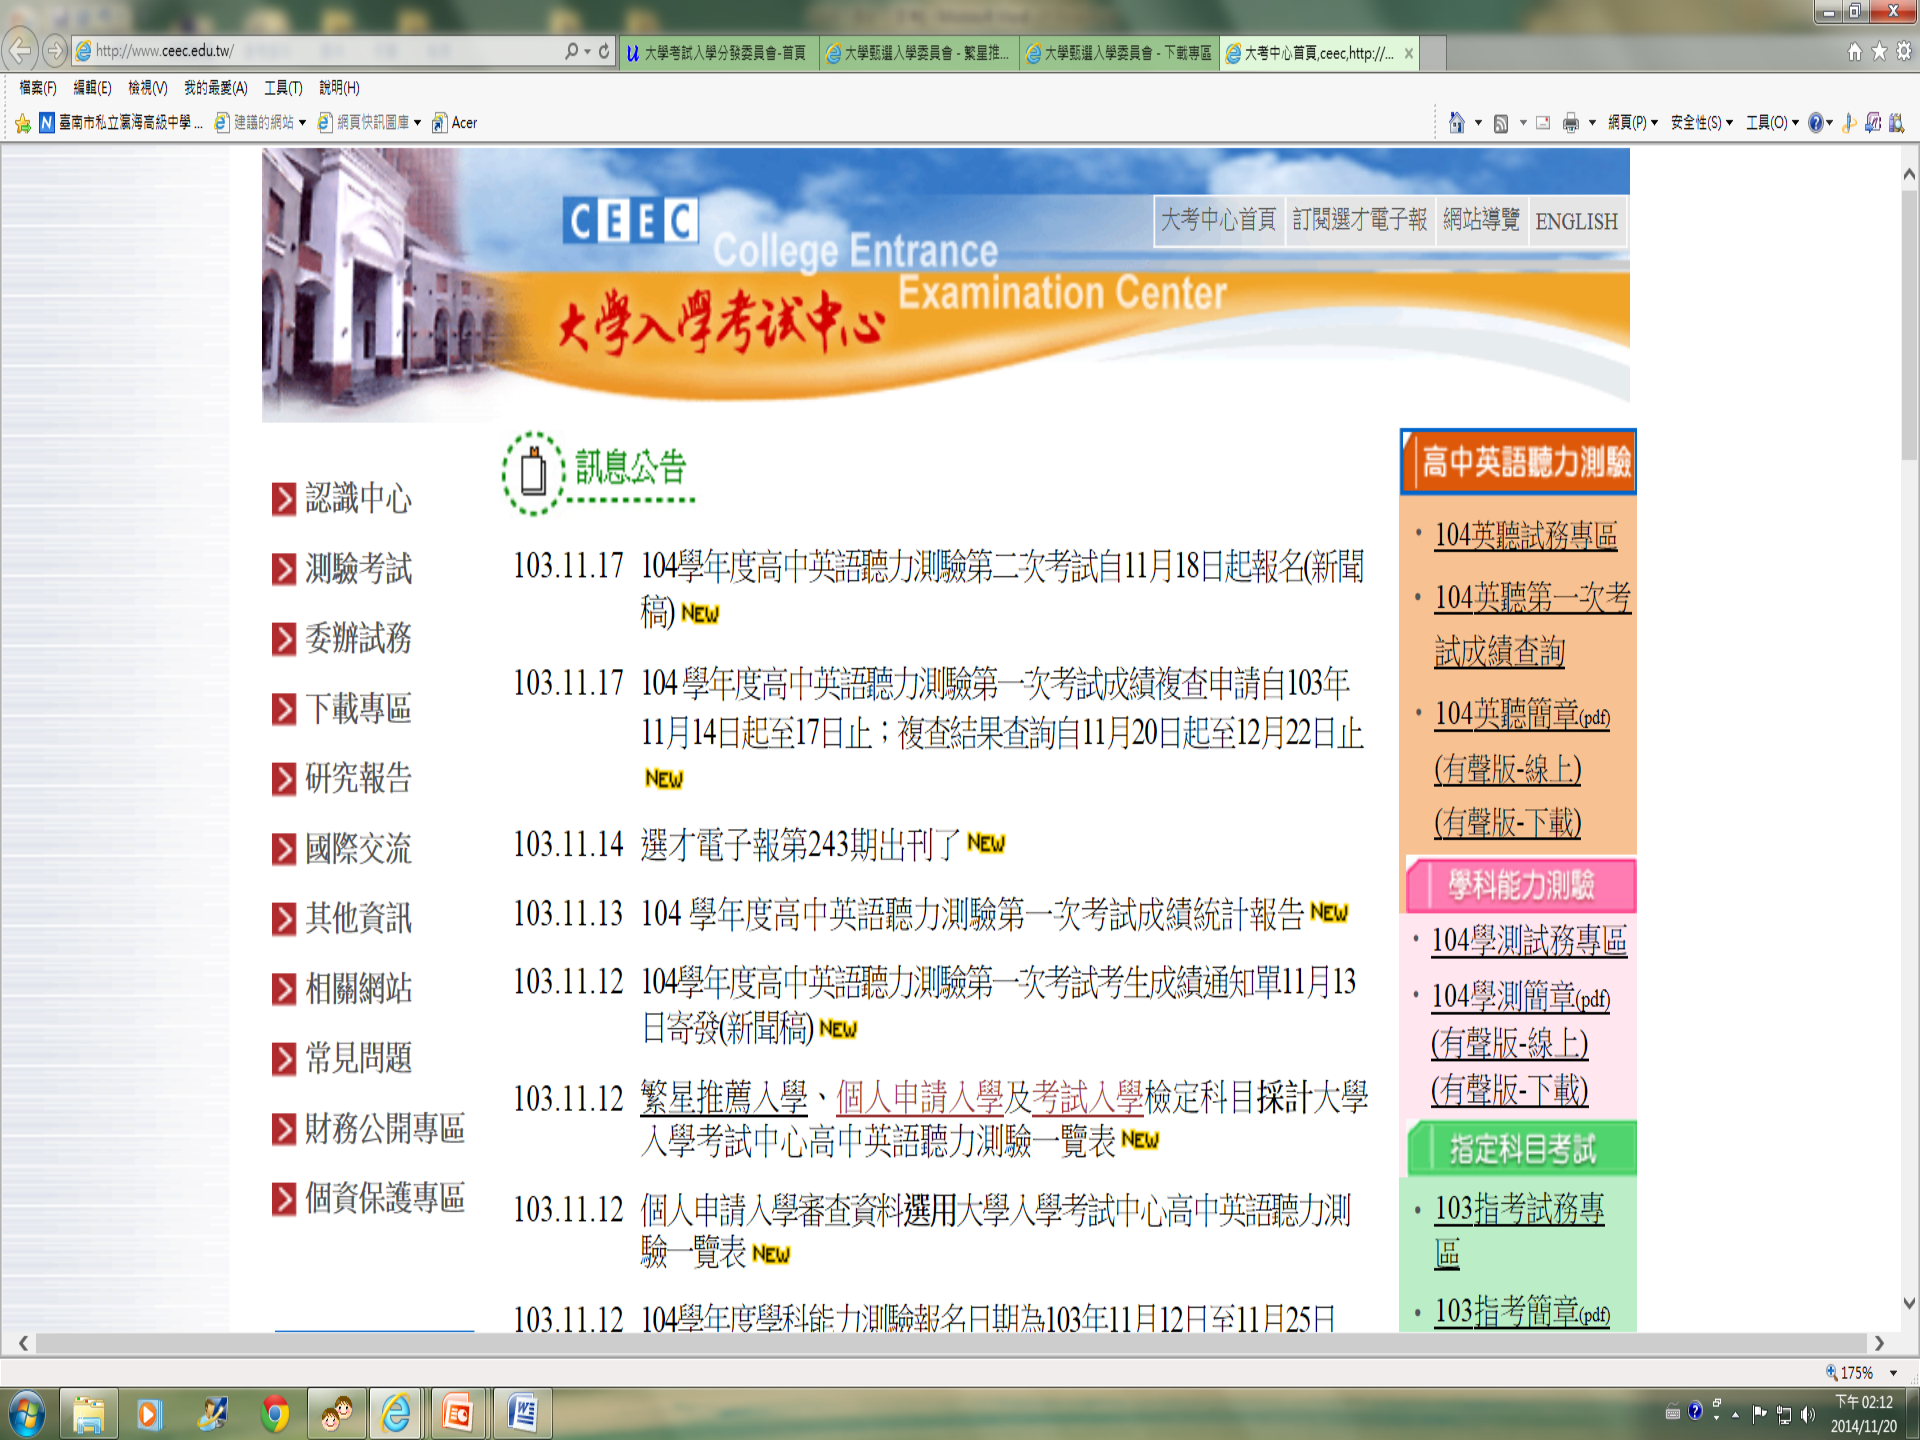 http://www.ceec.edu.tw/
大學考試入學分發委員會-首頁
大學甄選入學委員會 - 繁星推...
大學甄選入學委員會 - 下載專區
大考中心首頁,ceec,http://...
檔案(F) 編輯(E) 檢視(V) 我的最愛(A) 工具(T) 說明(H)
臺南市私立瀛海高級中學 ... 建議的網站 網頁快訊圖庫 Acer
網頁(P) 安全性(S) 工具(O)
CEEC
College Entrance
Examination Center
大學入學考試中心
大考中心首頁 訂閱選才電子報 網站導覽 ENGLISH
認識中心
測驗考試
委辦試務
下載專區
研究報告
國際交流
其他資訊
相關網站
常見問題
財務公開專區
個資保護專區
訊息公告
103.11.17 104學年度高中英語聽力測驗第二次考試自11月18日起報名(新聞
稿) NEW
103.11.17 104 學年度高中英語聽力測驗第一次考試成績複查申請自103年
11月14日起至17日止；複查結果查詢自11月20日起至12月22日止
NEW
103.11.14 選才電子報第243期出刊了 NEW
103.11.13 104 學年度高中英語聽力測驗第一次考試成績統計報告 NEW
103.11.12 104學年度高中英語聽力測驗第一次考試考生成績通知單11月13
日寄發(新聞稿) NEW
103.11.12 繁星推薦入學、個人申請入學及考試入學檢定科目採計大學
入學考試中心高中英語聽力測驗一覽表 NEW
103.11.12 個人申請入學審查資料選用大學入學考試中心高中英語聽力測
驗一覽表 NEW
103.11.12 104學年度學科能力測驗報名日期為103年11月12日至11月25日
高中英語聽力測驗
104英聽試務專區
104英聽第一次考
試成績查詢
104英聽簡章(pdf)
(有聲版-線上)
(有聲版-下載)
學科能力測驗
104學測試務專區
104學測簡章(pdf)
(有聲版-線上)
(有聲版-下載)
指定科目考試
103指考試務專
區
103指考簡章(pdf)
175%
下午 02:12
2014/11/20